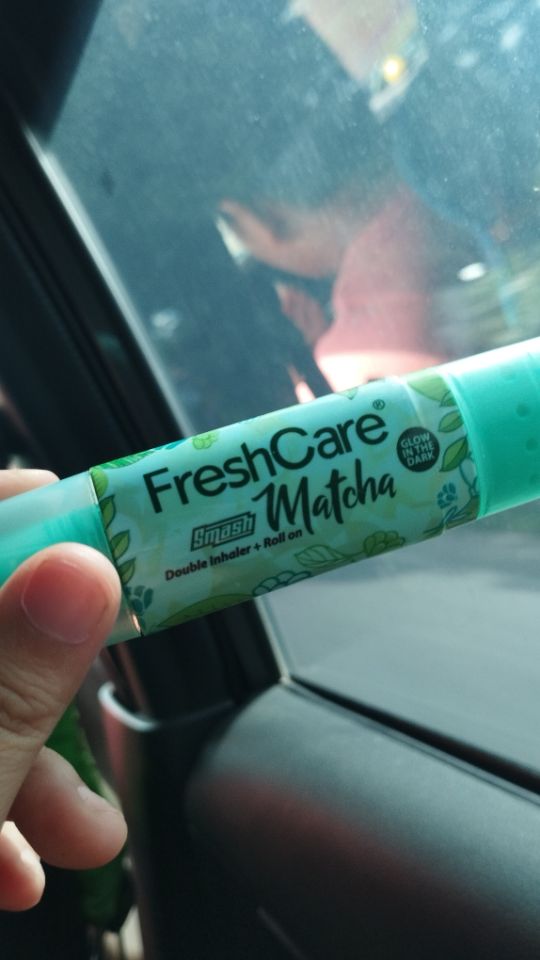 FreshCare®
Matcha
Smash
Double Inhaler + Roll on
GLOW
IN THE
DARK